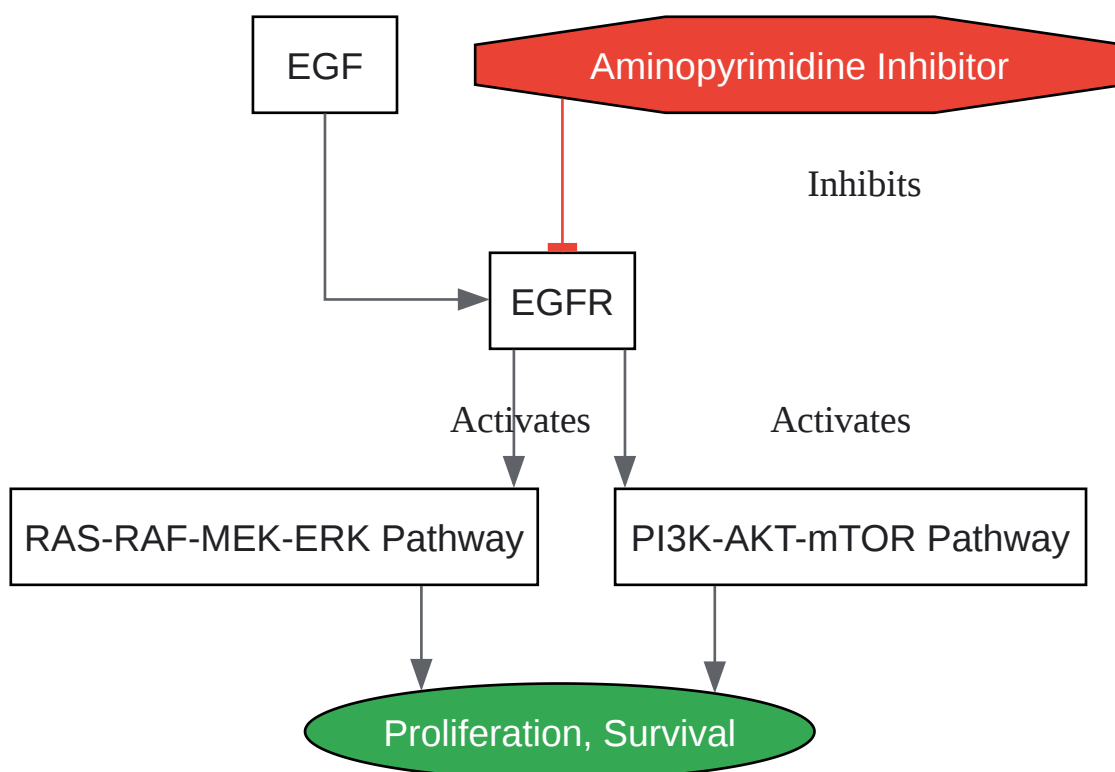 EGF
Aminopyrimidine Inhibitor
Inhibits
EGFR
Activates
Activates
RAS-RAF-MEK-ERK Pathway
PI3K-AKT-mTOR Pathway
Proliferation, Survival